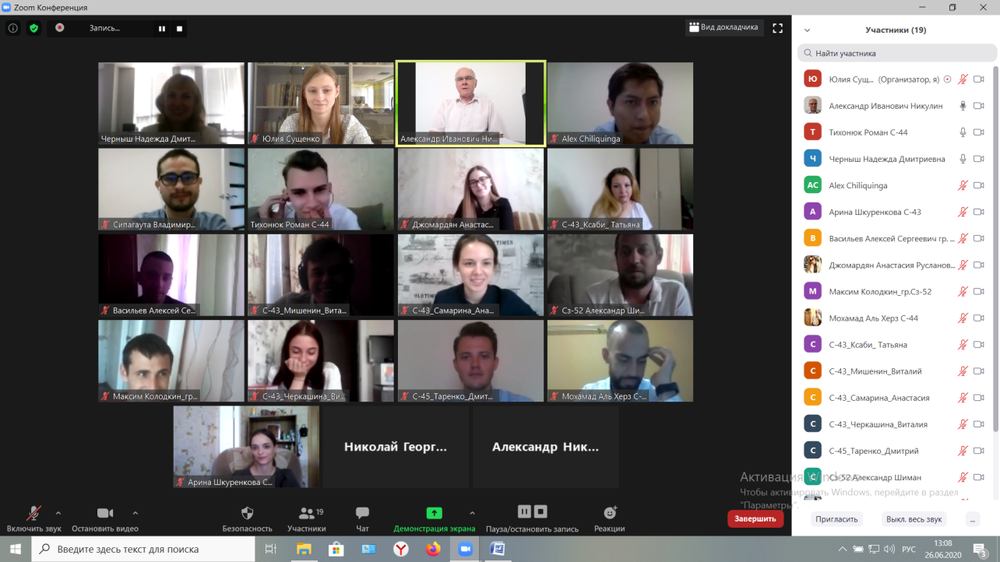 Zoom Конференция
Запись...
Вид докладчика
Черныш Надежда Дмит...
Юлия Сущенко
Александр Иванович Ни...
Alex Chiliquinga
Сипагаута Владимир...
Тихонюк Роман С-44
Джомардян Анастас...
С-43_Ксаби_ Татьяна
Васильев Алексей Се...
С-43_Мишенин_Вита...
С-43_Самарина_Ана...
Сз-52 Александр Ши...
Максим Колодкин_гр...
С-43_Черкашина_Ви...
С-45_Таренко_Дмит...
Мохамад Аль Херз С-...
Арина Шкуренкова С...
Николай Георг...
Александр Ник...
Участники (19)
Найти участника
Ю Юлия Сущ... (Организатор, я)
Александр Иванович Никулин
Т Тихонюк Роман С-44
Ч Черныш Надежда Дмитриевна
AC Alex Chiliquinga
А Арина Шкуренкова С-43
В Васильев Алексей Сергеевич гр. ...
Джомардян Анастасия Русланов...
М Максим Колодкин_гр.Сз-52
Мохамад Аль Херз С-44
С С-43_Ксаби_ Татьяна
С С-43_Мишенин_Виталий
С С-43_Самарина_Анастасия
С С-43_Черкашина_Виталия
С С-45_Таренко_Дмитрий
С Сз-52 Александр Шиман
Активация Windows
Чтобы активировать Windows, перейдите в раздел
"Параметры".
Пригласить
Выкл. весь звук
...
Включить звук
Остановить видео
Безопасность
Участники
19
Чат
Демонстрация экрана
Пауза/остановить запись
Реакции
Завершить
Введите здесь текст для поиска
РУС
13:08
26.06.2020
3